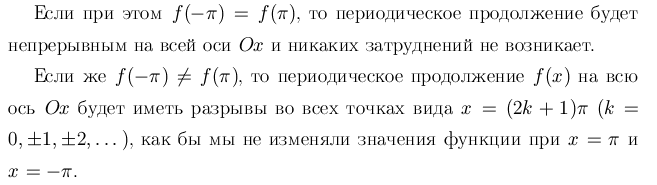 Если при этом f(−π) = f(π), то периодическое продолжение будет
непрерывным на всей оси Ox и никаких затруднений не возникает.
Если же f(−π) ≠ f(π), то периодическое продолжение f(x) на всю
ось Ox будет иметь разрывы во всех точках вида x = (2k + 1)π (k =
0, ±1, ±2, . . . ), как бы мы не изменяли значения функции при x = π и
x = −π.